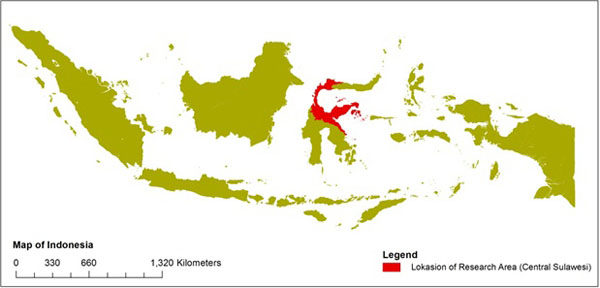 Map of Indonesia
0 330 660 1,320 Kilometers
Legend
Lokasion of Research Area (Central Sulawesi)